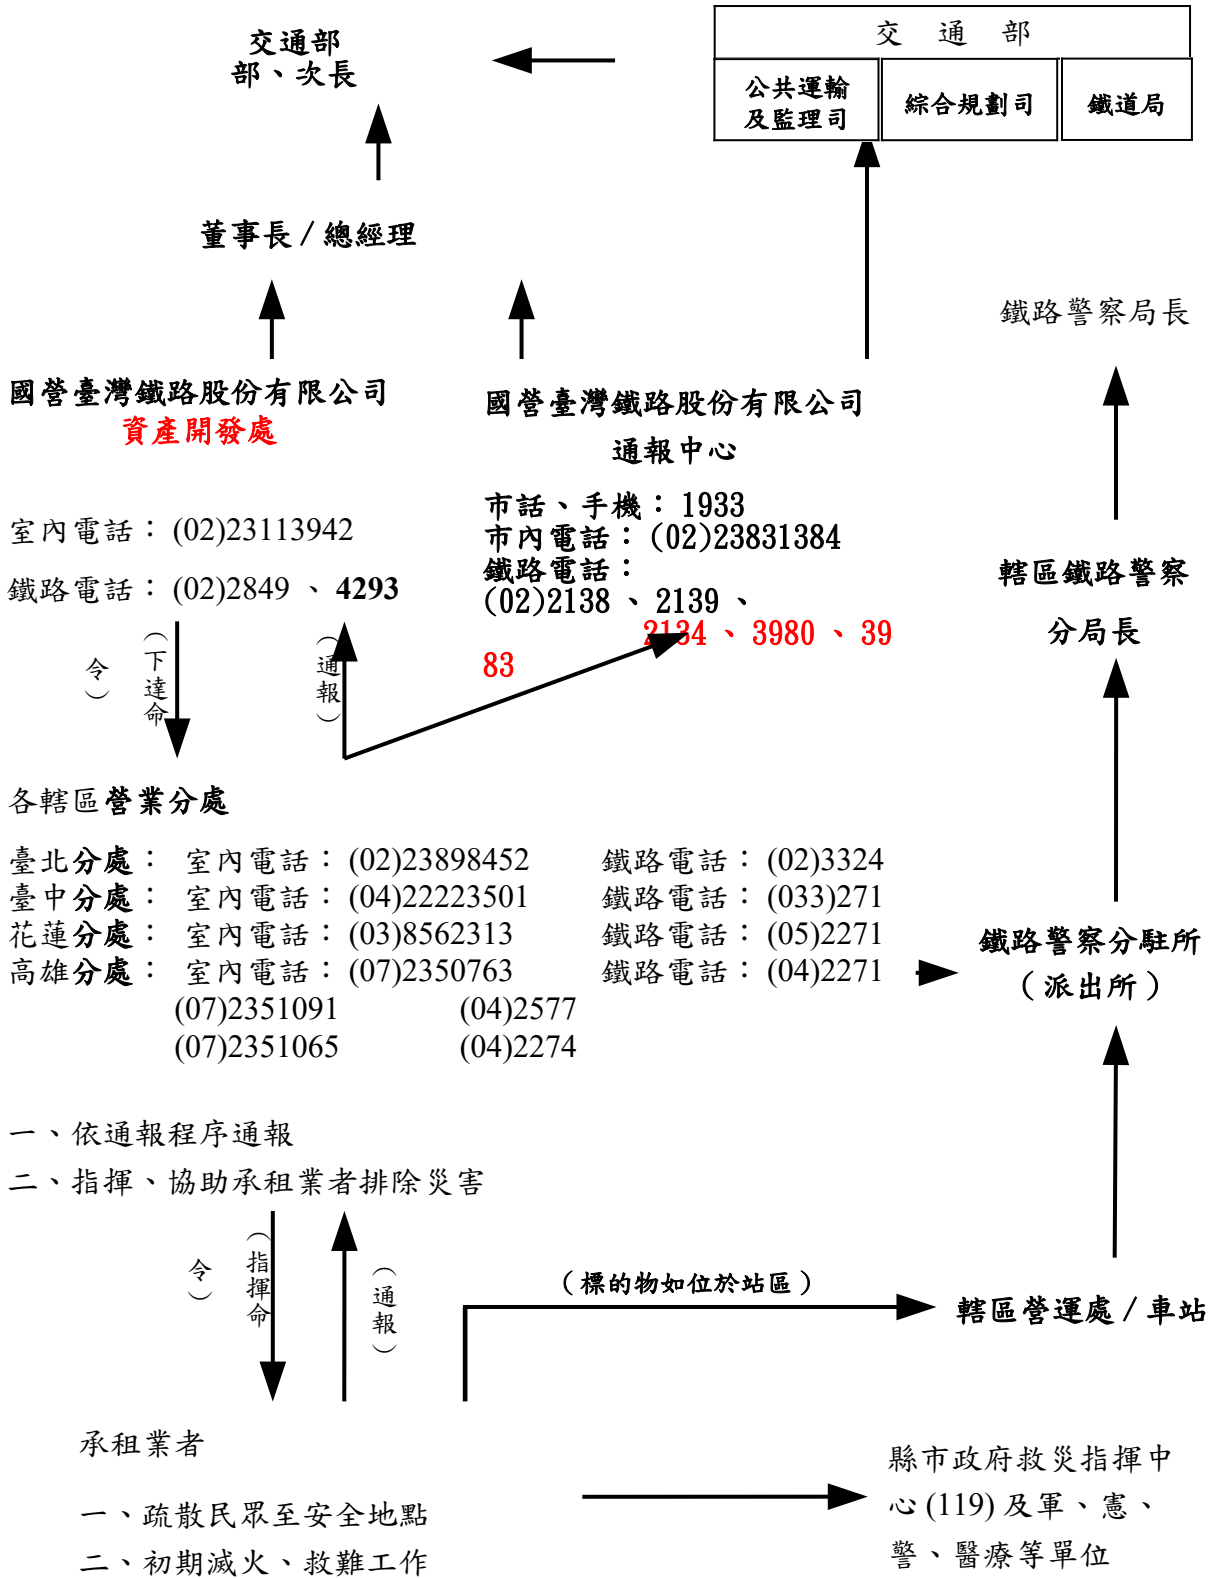 交通部
部、次長
交通部
公共運輸
及監理司
綜合規劃司
鐵道局
董事長/總經理
鐵路警察局長
國營臺灣鐵路股份有限公司
資產開發處
國營臺灣鐵路股份有限公司
通報中心
室內電話：(02)23113942
鐵路電話：(02)2849、4293
市話、手機：1933
市內電話：(02)23831384
鐵路電話：
(02)2138、2139、
2134、3980、39
83
轄區鐵路警察
分局長
（下達命
令）
（通報）
各轄區營業分處
臺北分處： 室內電話：(02)23898452 鐵路電話：(02)3324
臺中分處： 室內電話：(04)22223501 鐵路電話：(033)271
花蓮分處： 室內電話：(03)8562313 鐵路電話：(05)2271
高雄分處： 室內電話：(07)2350763 鐵路電話：(04)2271
(07)2351091 (04)2577
(07)2351065 (04)2274
鐵路警察分駐所
(派出所)
一、依通報程序通報
二、指揮、協助承租業者排除災害
（指揮命
令）
（通報）
(標的物如位於站區)
轄區營運處/車站
承租業者
一、疏散民眾至安全地點
二、初期滅火、救難工作
縣市政府救災指揮中
心(119)及軍、憲、
警、醫療等單位